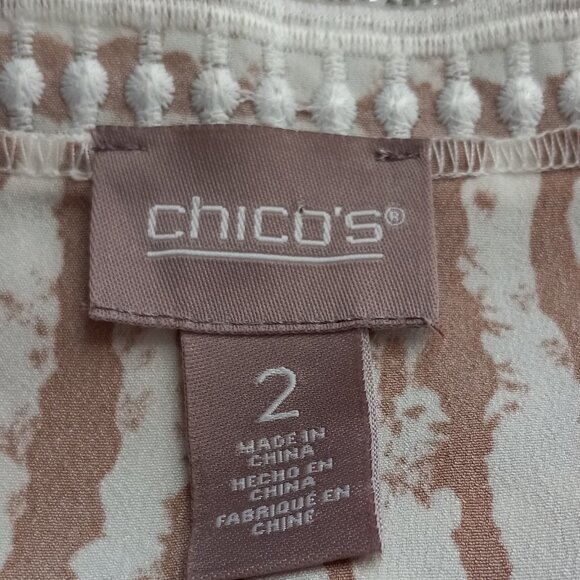 chico's®
2
MADE IN
CHINA
HECHO EN
CHINA
FABRIQUÉ EN
CHINE